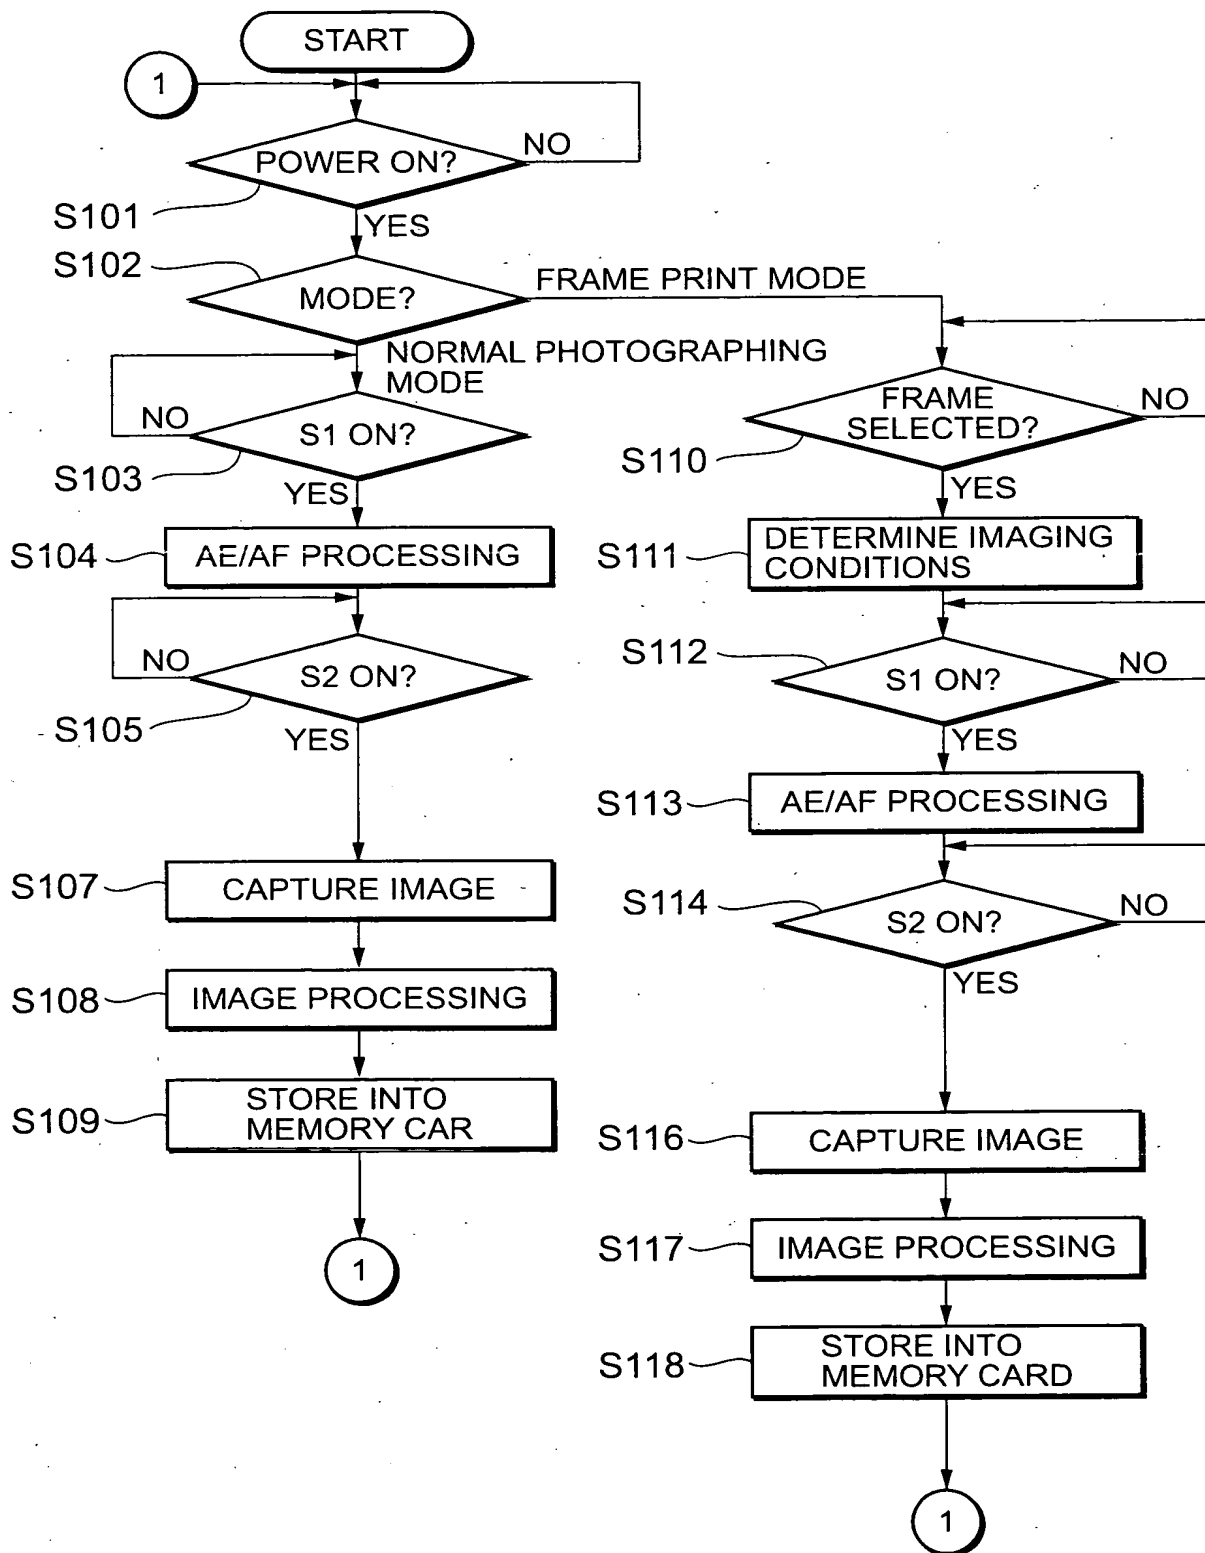 START
1
POWER ON?
NO
S101
YES
S102
MODE?
FRAME PRINT MODE
NORMAL PHOTOGRAPHING
MODE
NO
S1 ON?
S103
YES
S104
AE/AF PROCESSING
NO
S2 ON?
S105
YES
S107
CAPTURE IMAGE
S108
IMAGE PROCESSING
S109
STORE INTO
MEMORY CAR
1
FRAME
SELECTED?
NO
S110
YES
S111
DETERMINE IMAGING
CONDITIONS
S112
S1 ON?
NO
YES
S113
AE/AF PROCESSING
S114
S2 ON?
NO
YES
S116
CAPTURE IMAGE
S117
IMAGE PROCESSING
S118
STORE INTO
MEMORY CARD
1